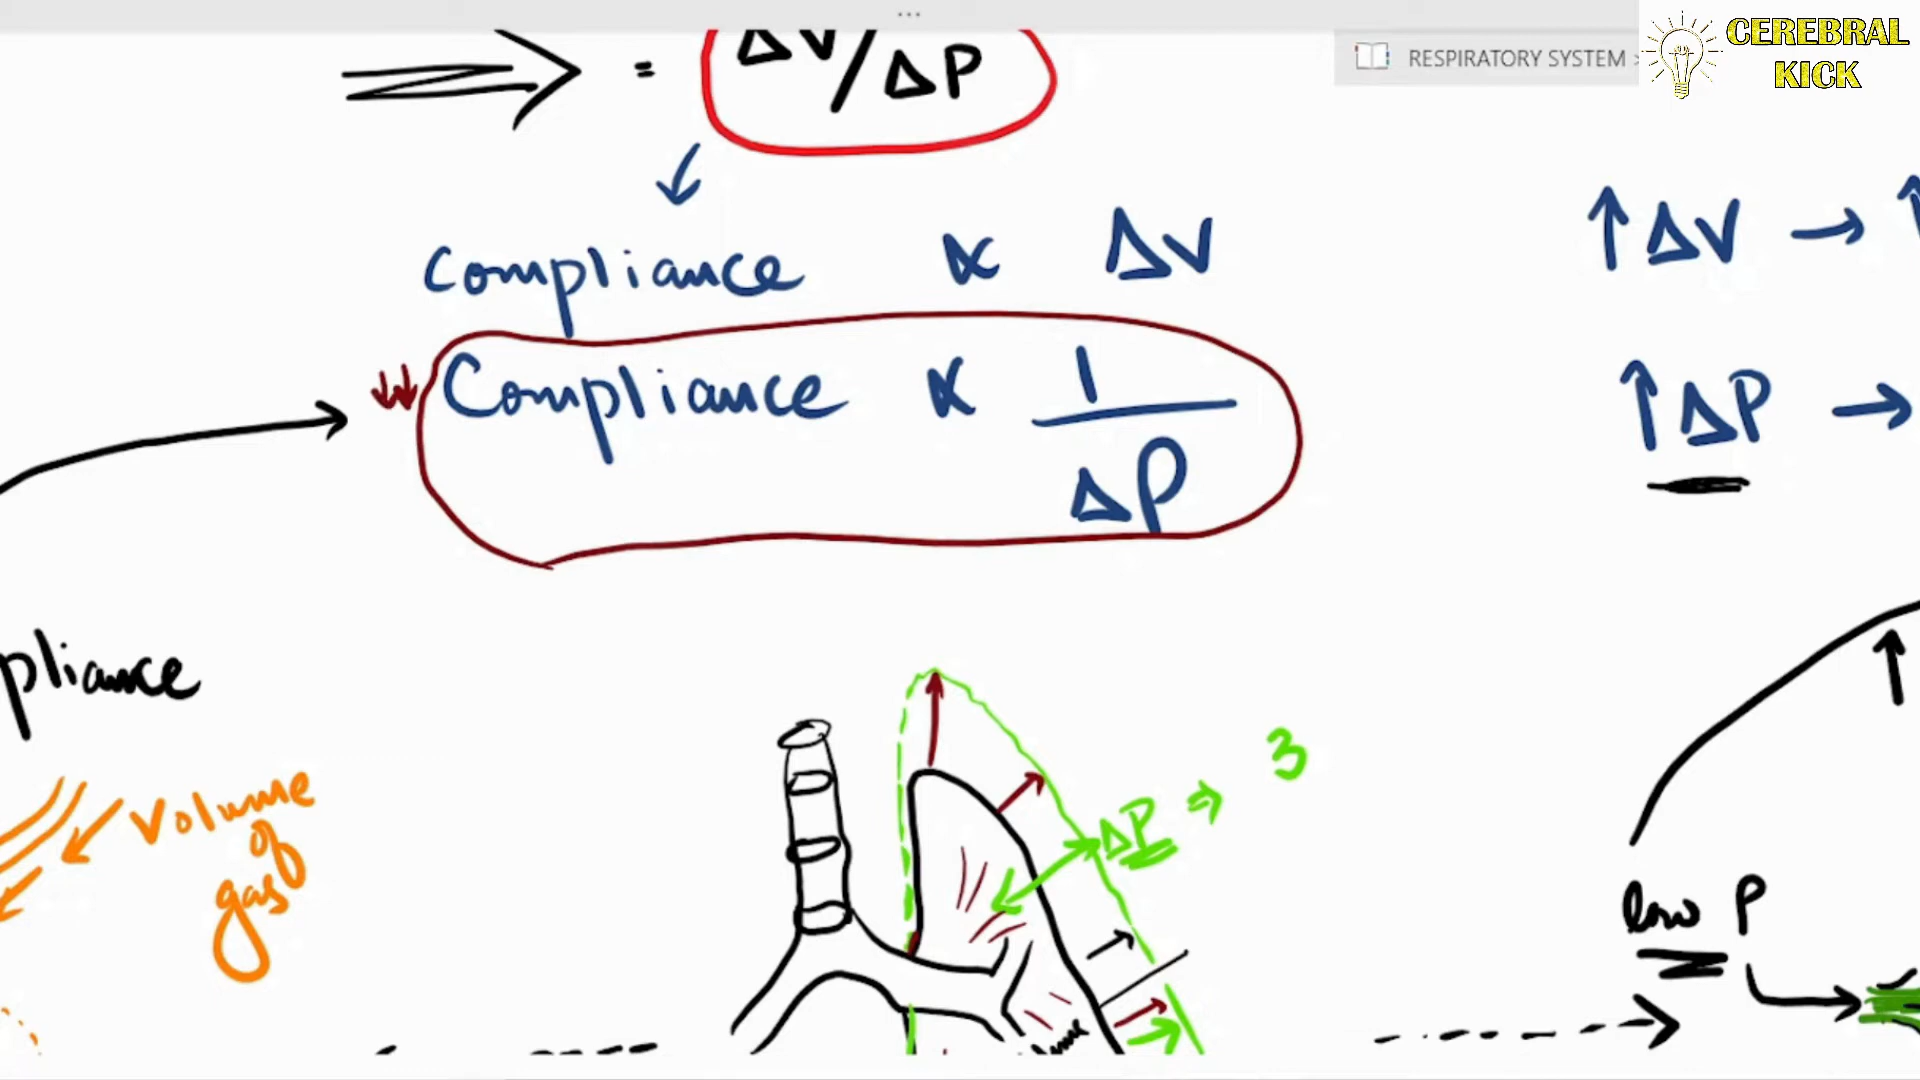 ...
= ΔV/ΔP
RESPIRATORY SYSTEM >
CEREBRAL
KICK
Compliance ∝ ΔV
↑ΔV → ↑
↓↓ Compliance ∝ 1
ΔP
↑ΔP →
pliance
Volume
of
gas
ΔP → 3
low P